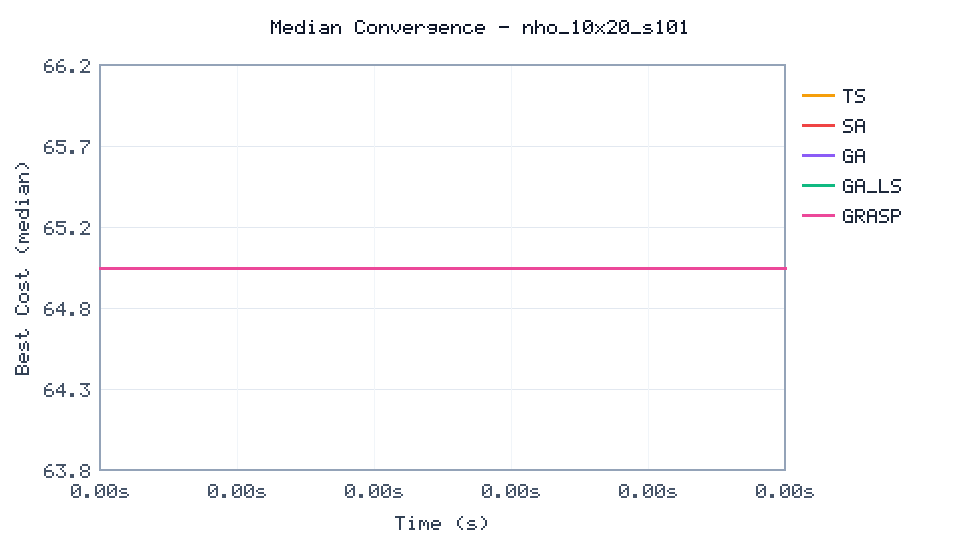 Median Convergence - nho_10x20_s101
66.2
65.7
65.2
64.8
64.3
63.8
Best Cost (median)
0.00s 0.00s 0.00s 0.00s 0.00s 0.00s
Time (s)
TS
SA
GA
GA_LS
GRASP